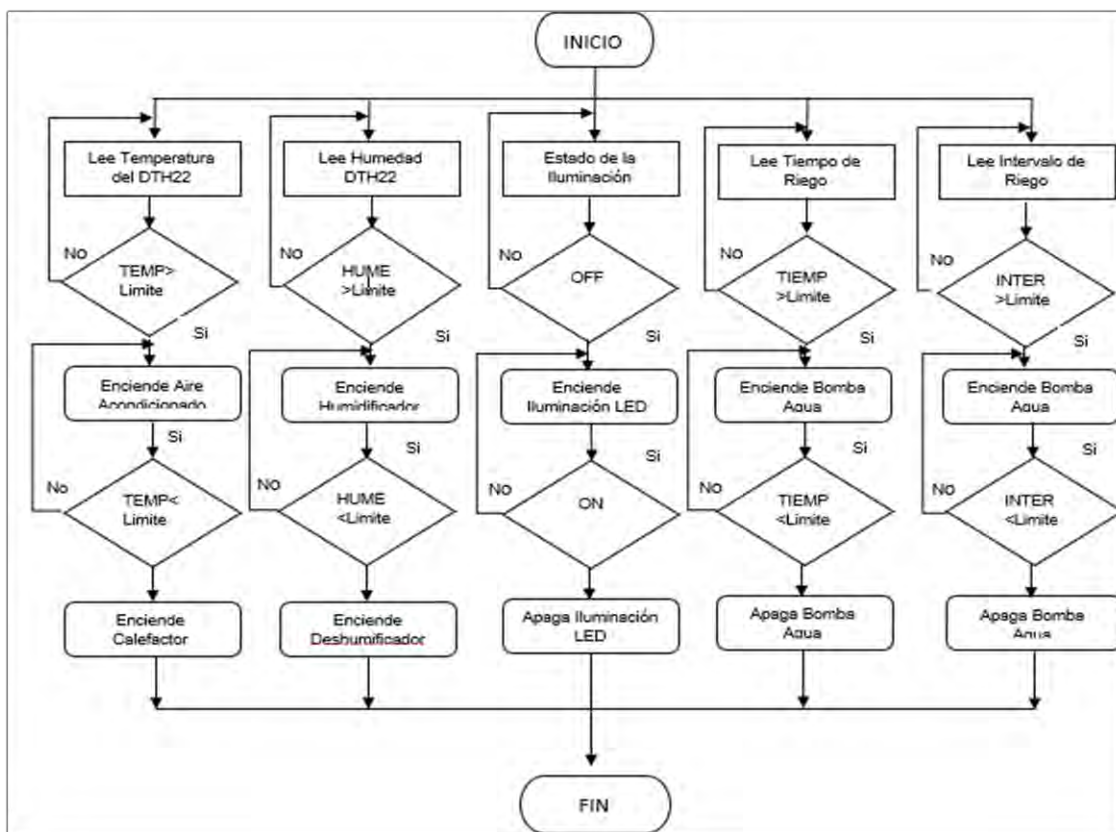 INICIO
Lee Temperatura
del DTH22
Lee Humedad
DTH22
Estado de la
Iluminación
Lee Tiempo de
Riego
Lee Intervalo de
Riego
No
TEMP>
Limite
Si
No
HUME
>Limite
Si
No
OFF
Si
No
TIEMP
>Limite
Si
No
INTER
>Limite
Si
Enciende Aire
Acondicionado
Si
Enciende
Humidificador
Si
Enciende
Iluminación LED
Si
Enciende Bomba
Agua
Si
Enciende Bomba
Agua
Si
No
TEMP<
Limite
No
HUME
<Limite
No
ON
No
TIEMP
<Limite
No
INTER
<Limite
Enciende
Calefactor
Enciende
Deshumificador
Apaga Iluminación
LED
Apaga Bomba
Agua
Apaga Bomba
Agua
FIN